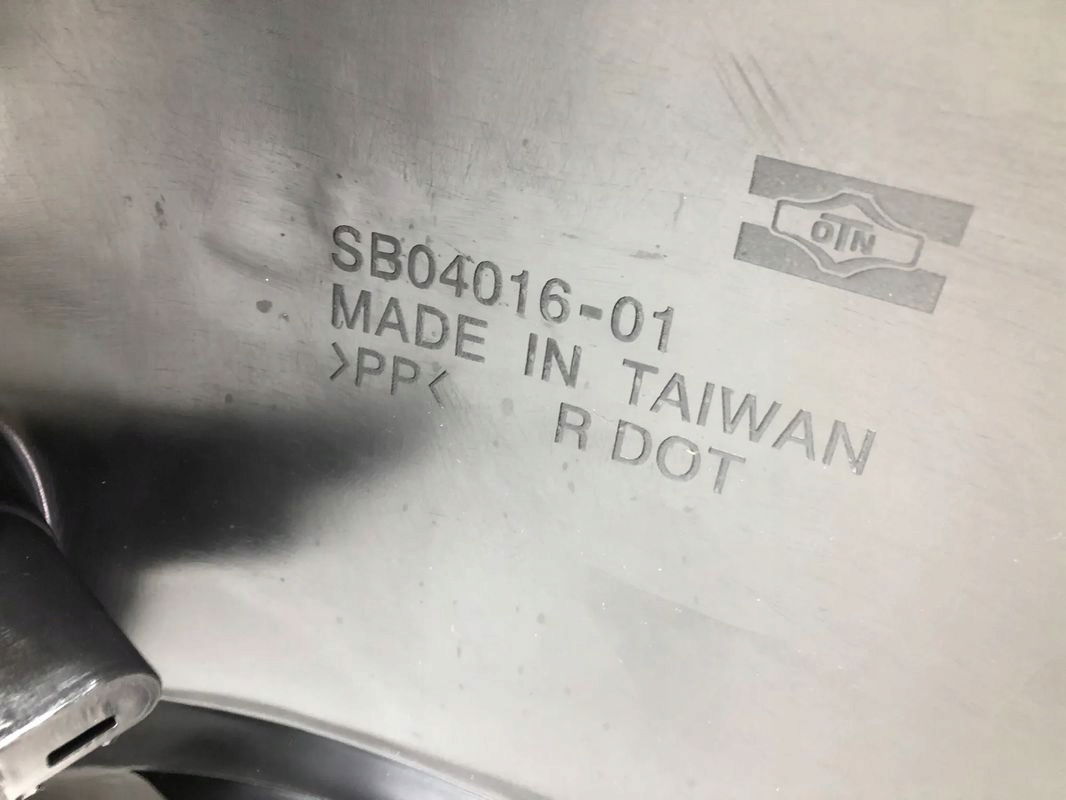 OTN
SB04016-01
MADE IN TAIWAN
>PP<
R DOT